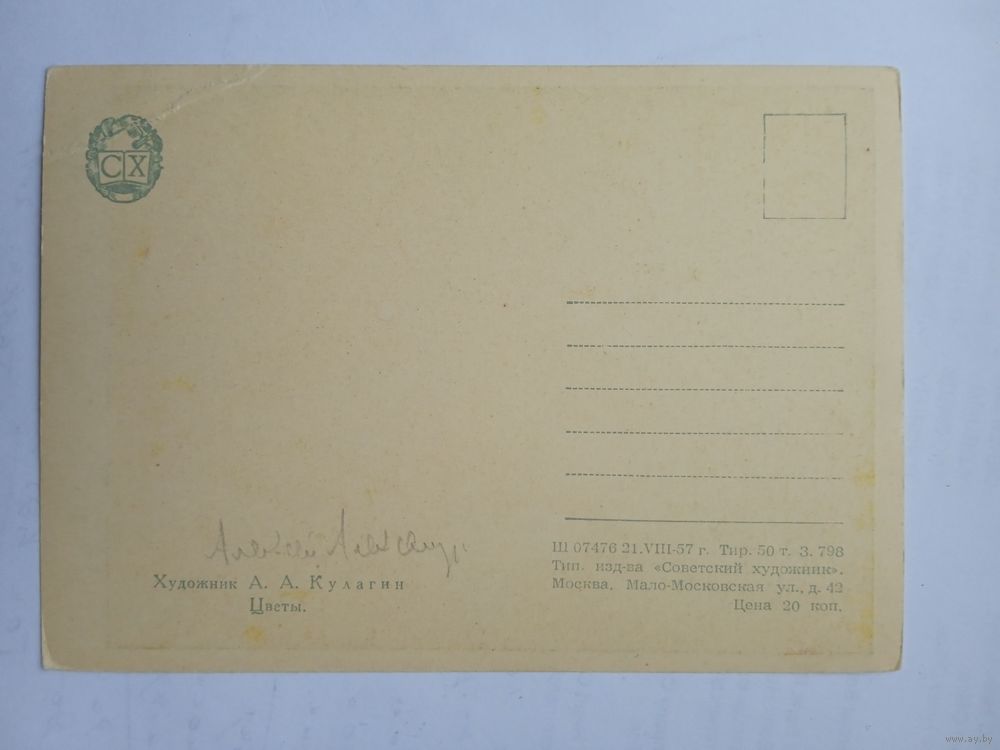 СХ
Алексей Александр.
Художник А. А. Кулагин
Цветы.
Ш 07476 21.VIII-57 г. Тир. 50 т. З. 798
Тип. изд-ва «Советский художник».
Москва, Мало-Московская ул., д. 42
Цена 20 коп.
www.ay.by